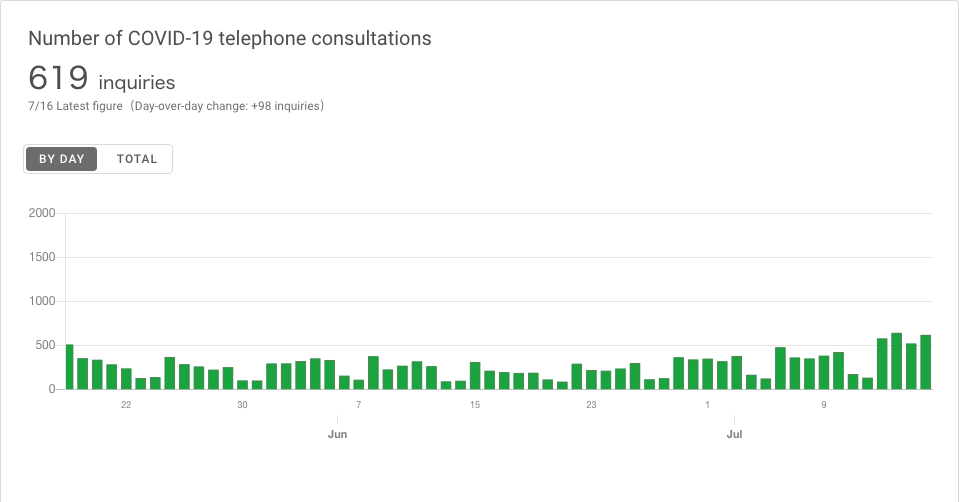 Number of COVID-19 telephone consultations
619 inquiries
7/16 Latest figure（Day-over-day change: +98 inquiries）
BY DAY TOTAL
2000
1500
1000
500
0
22 30 7 15 23 1 9
Jun Jul